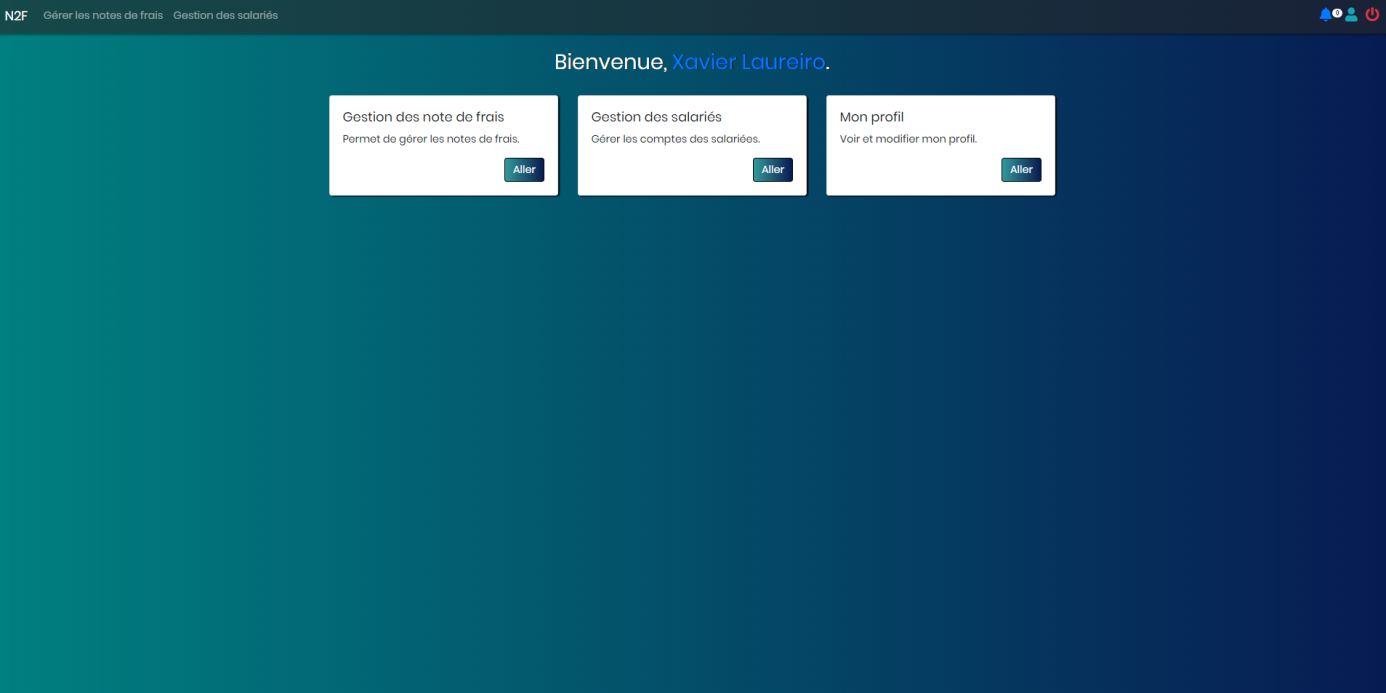 N2F Gérer les notes de frais Gestion des salariés 0
Bienvenue, Xavier Laureiro.
Gestion des note de frais
Permet de gérer les notes de frais.
Aller
Gestion des salariés
Gérer les comptes des salariées.
Aller
Mon profil
Voir et modifier mon profil.
Aller